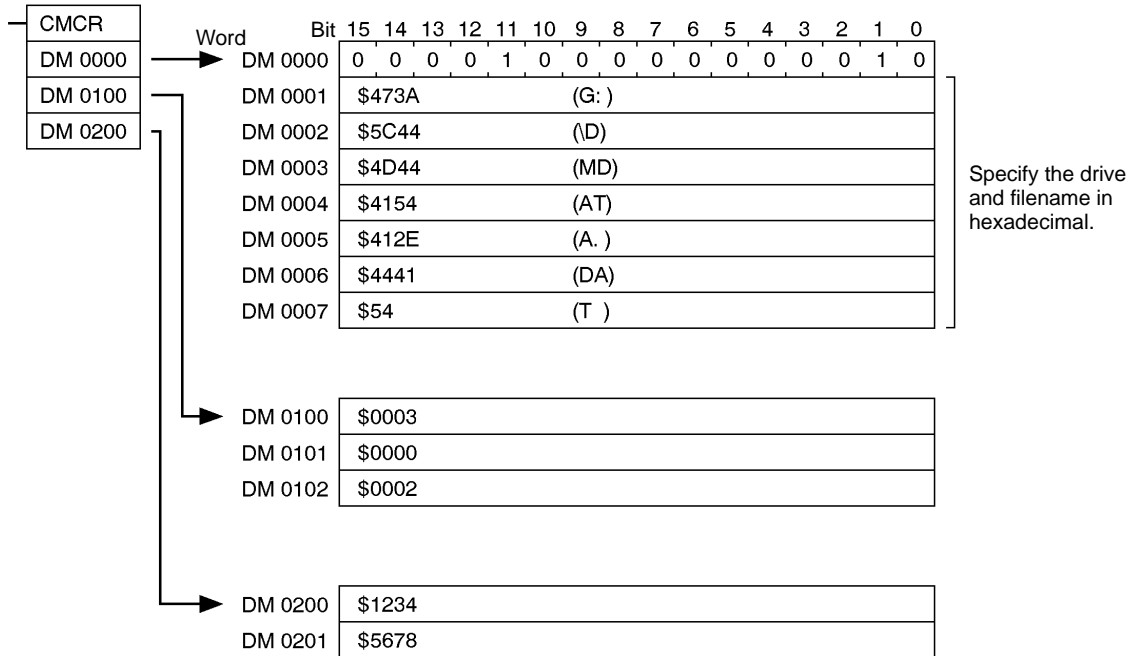 CMCR
DM 0000
DM 0100
DM 0200
Word Bit 15 14 13 12 11 10 9 8 7 6 5 4 3 2 1 0
DM 0000 0 0 0 0 1 0 0 0 0 0 0 0 0 0 1 0
DM 0001 $473A (G: )
DM 0002 $5C44 (\D)
DM 0003 $4D44 (MD)
DM 0004 $4154 (AT)
DM 0005 $412E (A. )
DM 0006 $4441 (DA)
DM 0007 $54 (T )
Specify the drive
and filename in
hexadecimal.
DM 0100 $0003
DM 0101 $0000
DM 0102 $0002
DM 0200 $1234
DM 0201 $5678